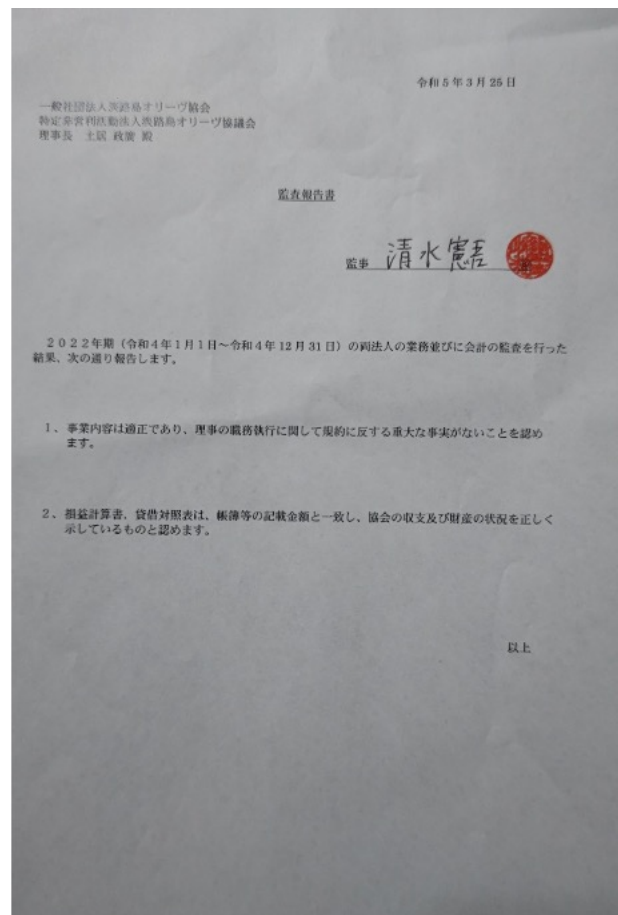 令和5年3月25日
一般社団法人淡路島オリーヴ協会
特定非営利活動法人淡路島オリーヴ協議会
理事長　土居 政廣 殿
監査報告書
監事 清水憲吾
2022年期（令和4年1月1日～令和4年12月31日）の両法人の業務並びに会計の監査を行った
結果、次の通り報告します。
1、事業内容は適正であり、理事の職務執行に関して規約に反する重大な事実がないことを認め
ます。
2、損益計算書、貸借対照表は、帳簿等の記載金額と一致し、協会の収支及び財産の状況を正しく
示しているものと認めます。
以上